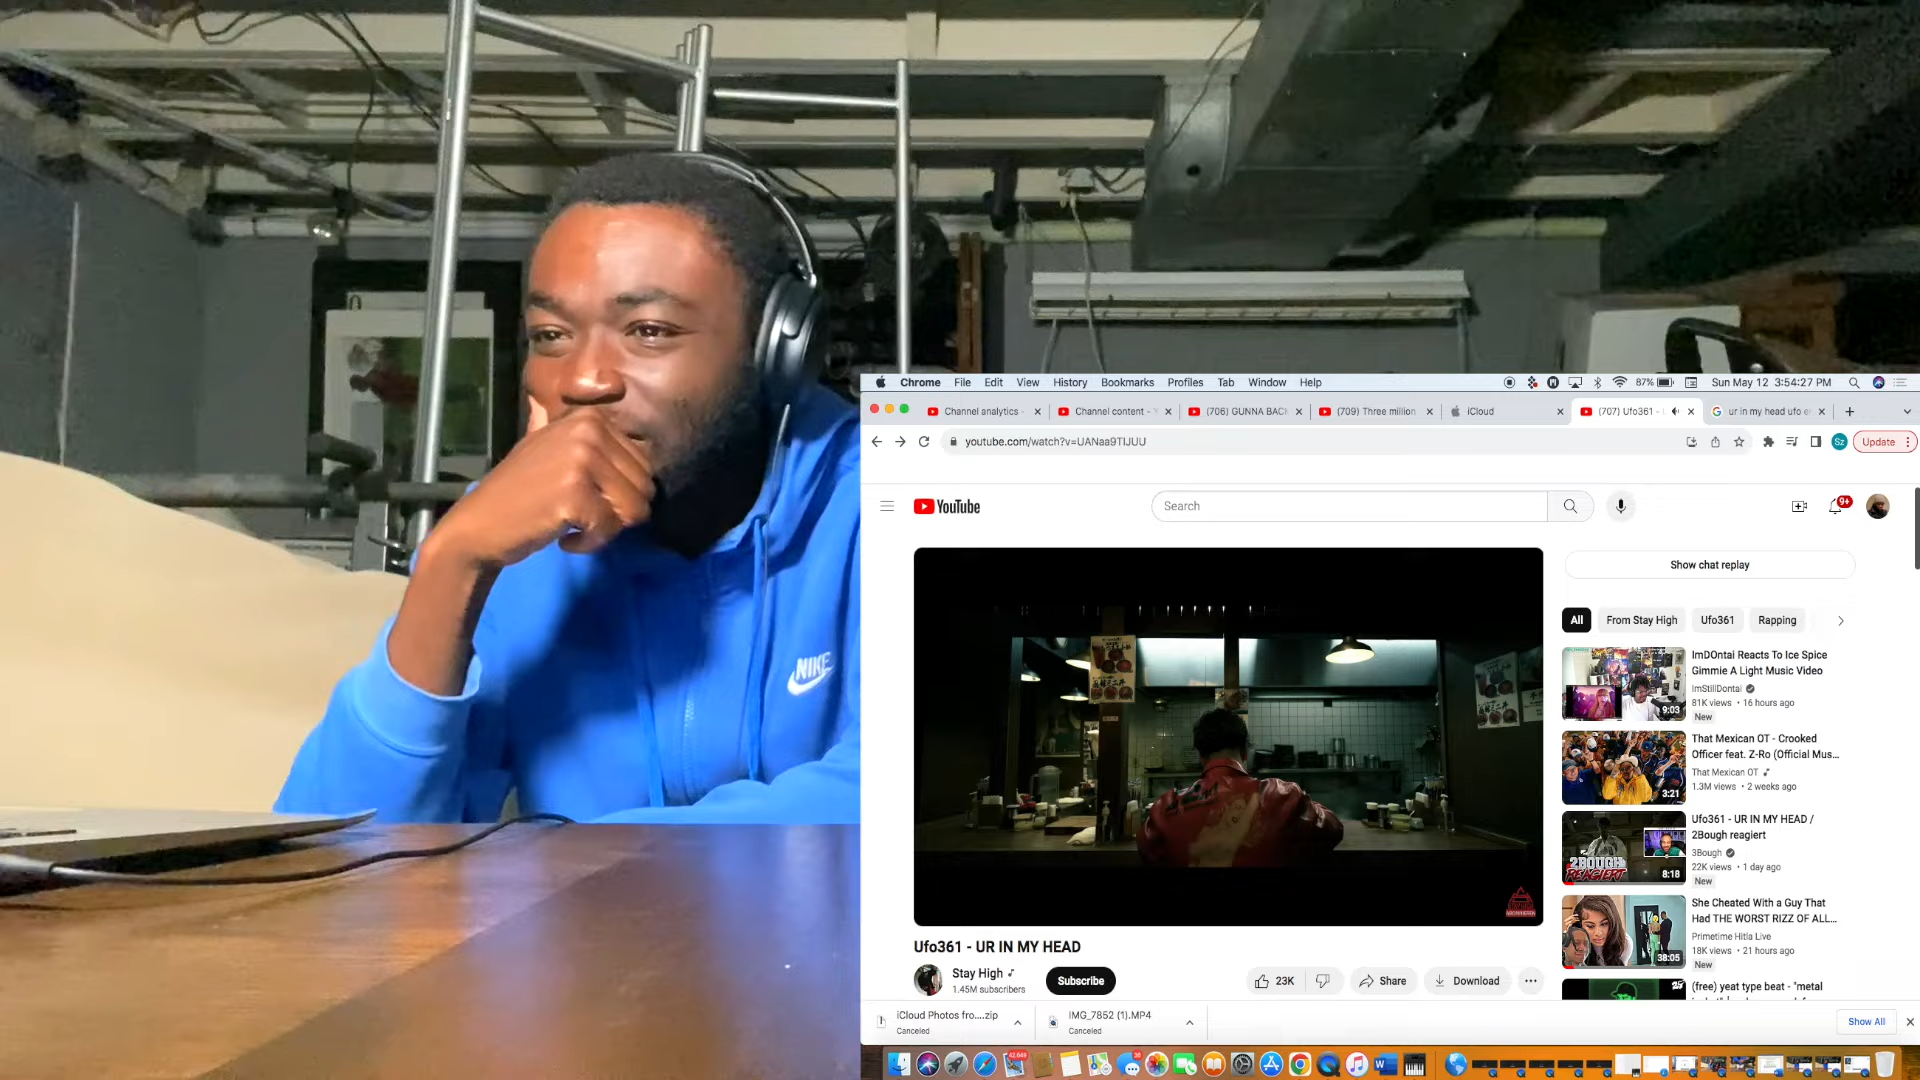 NIKE
Chrome File Edit View History Bookmarks Profiles Tab Window Help
87% Sun May 12 3:54:27 PM
Channel analytics - Channel content - (706) GUNNA BAC (709) Three million iCloud (707) Ufo361 - ur in my head ufo
youtube.com/watch?v=UANaa9TIJUU
Update
YouTube
Search
9+
Show chat replay
All From Stay High Ufo361 Rapping
ImDOntai Reacts To Ice Spice
Gimmie A Light Music Video
ImStillDontai
81K views • 16 hours ago
New
9:03
That Mexican OT - Crooked
Officer feat. Z-Ro (Official Mus...
That Mexican OT
1.3M views • 2 weeks ago
3:21
Ufo361 - UR IN MY HEAD /
2Bough reagiert
3Bough
22K views • 1 day ago
New
2BOUGH
REAGIERT
8:18
She Cheated With a Guy That
Had THE WORST RIZZ OF ALL...
Primetime Hitla Live
18K views • 21 hours ago
New
38:05
(free) yeat type beat - "metal
Ufo361 - UR IN MY HEAD
Stay High
1.45M subscribers
Subscribe
23K Share Download
iCloud Photos fro....zip
Canceled
IMG_7852 (1).MP4
Canceled
Show All